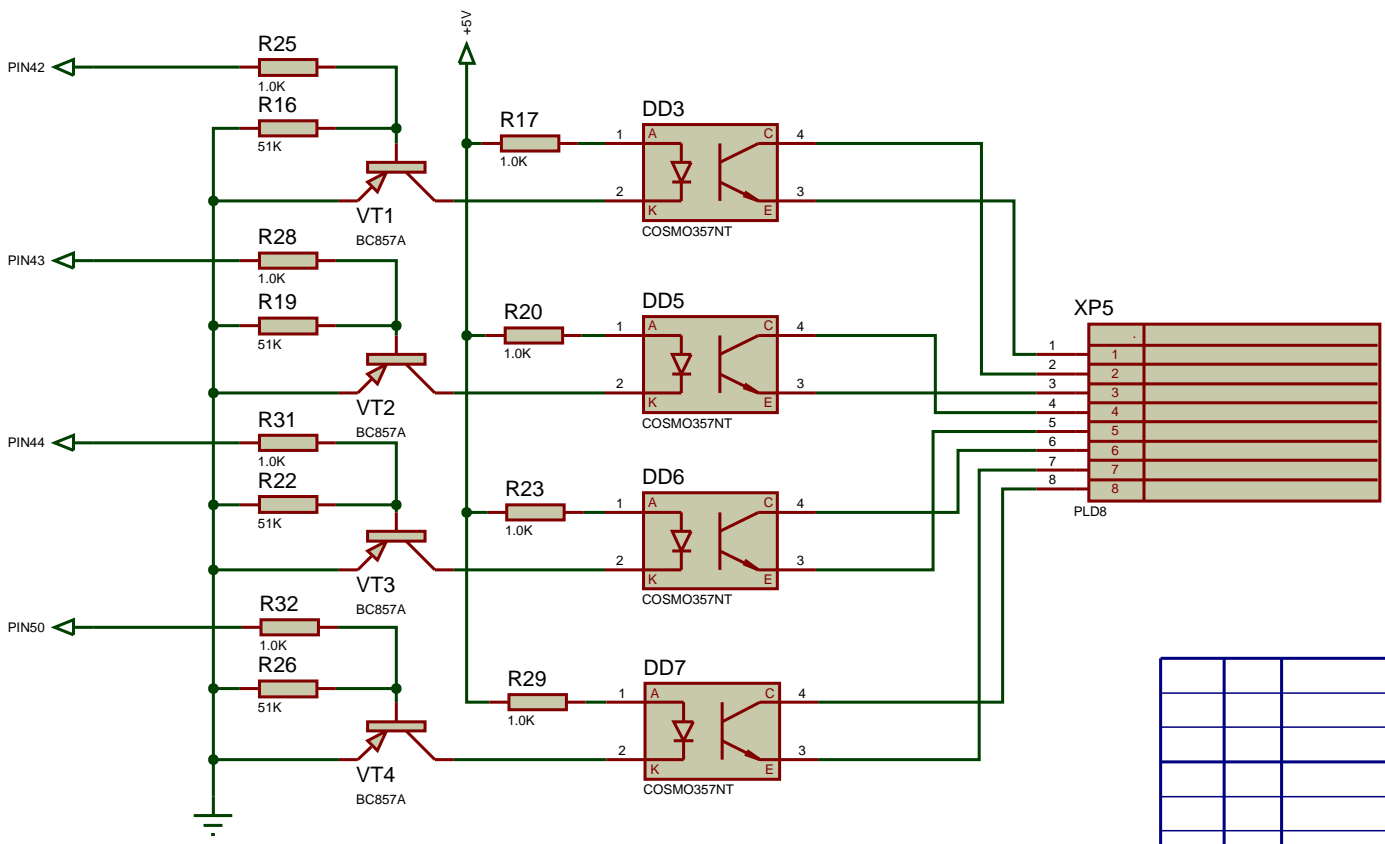 +5V
PIN42
R25
1.0K
R16
51K
VT1
BC857A
R17
1.0K
DD3
1 A C 4
2 K E 3
COSMO357NT
PIN43
R28
1.0K
R19
51K
VT2
BC857A
R20
1.0K
DD5
1 A C 4
2 K E 3
COSMO357NT
PIN44
R31
1.0K
R22
51K
VT3
BC857A
R23
1.0K
DD6
1 A C 4
2 K E 3
COSMO357NT
PIN50
R32
1.0K
R26
51K
VT4
BC857A
R29
1.0K
DD7
1 A C 4
2 K E 3
COSMO357NT
XP5
.
1 1
2 2
3 3
4 4
5 5
6 6
7 7
8 8
PLD8